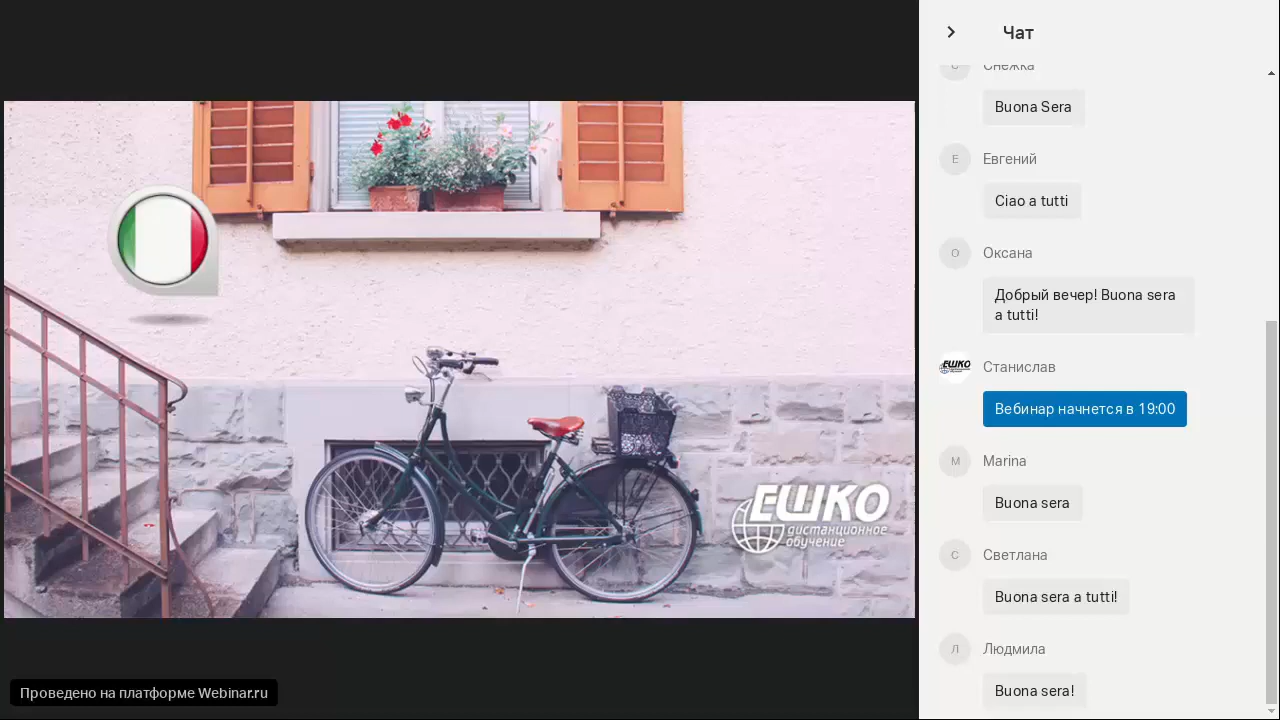 Чат
Снежка
Buona Sera
Е
Евгений
Ciao a tutti
О
Оксана
Добрый вечер! Buona sera
a tutti!
ЕШКО
Станислав
Вебинар начнется в 19:00
M
Marina
Buona sera
С
Светлана
Buona sera a tutti!
Л
Людмила
Buona sera!
ЕШКО
дистанционное
обучение
Проведено на платформе Webinar.ru